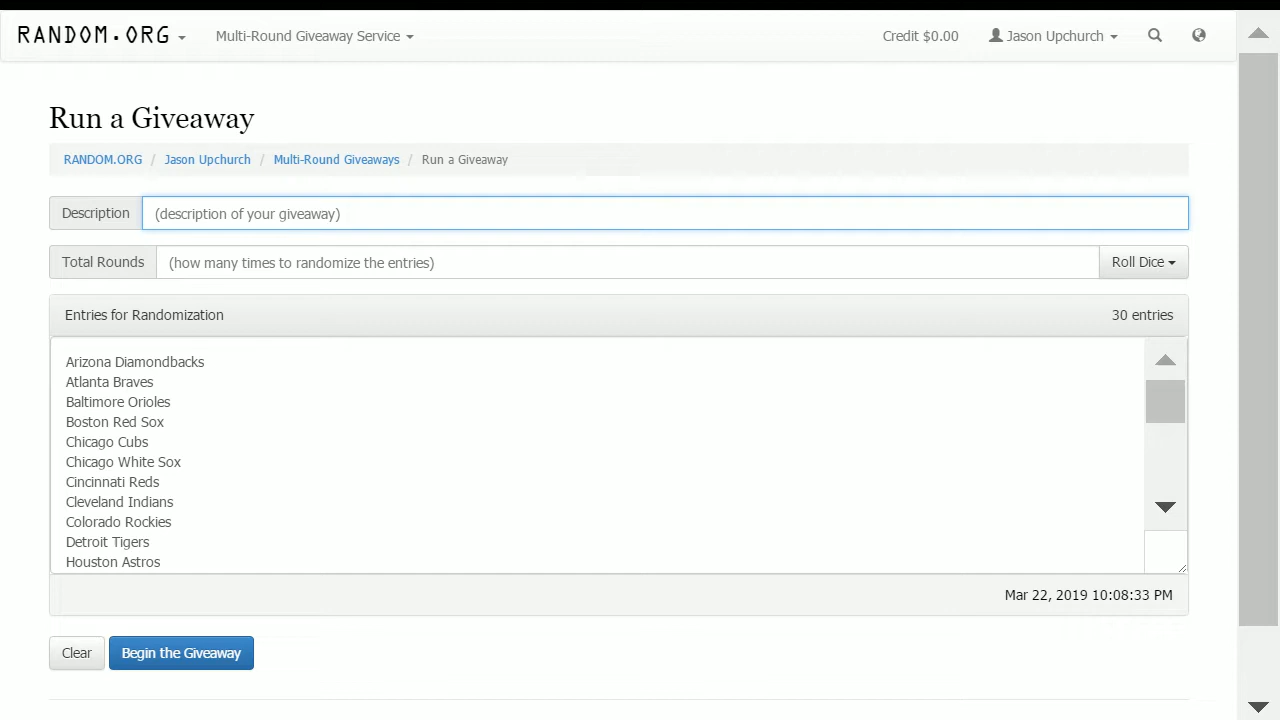 RANDOM.ORG Multi-Round Giveaway Service Credit $0.00 Jason Upchurch
Run a Giveaway
RANDOM.ORG / Jason Upchurch / Multi-Round Giveaways / Run a Giveaway
Description (description of your giveaway)
Total Rounds (how many times to randomize the entries) Roll Dice
Entries for Randomization 30 entries
Arizona Diamondbacks
Atlanta Braves
Baltimore Orioles
Boston Red Sox
Chicago Cubs
Chicago White Sox
Cincinnati Reds
Cleveland Indians
Colorado Rockies
Detroit Tigers
Houston Astros
Mar 22, 2019 10:08:33 PM
Clear Begin the Giveaway